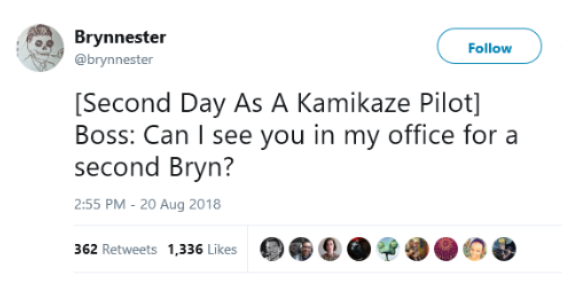 Brynnester
@brynnester
Follow
[Second Day As A Kamikaze Pilot]
Boss: Can I see you in my office for a
second Bryn?
2:55 PM - 20 Aug 2018
362 Retweets 1,336 Likes